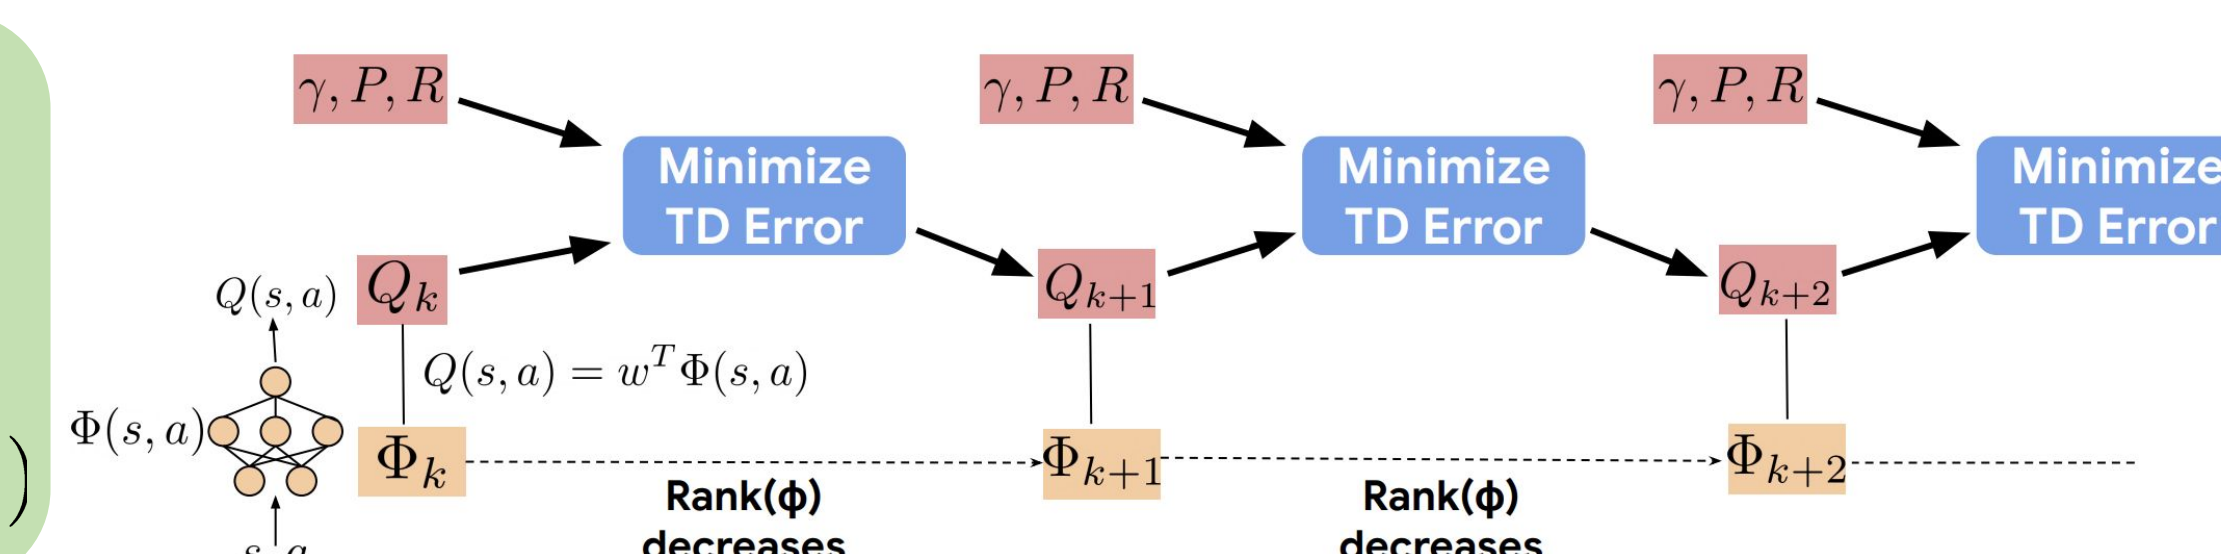 γ, P, R
γ, P, R
γ, P, R
Minimize
TD Error
Minimize
TD Error
Minimize
TD Error
Q(s, a)
Q_k
Q_{k+1}
Q_{k+2}
Q(s, a) = w^T Φ(s, a)
Φ(s, a)
Φ_k
Φ_{k+1}
Φ_{k+2}
)
Rank(ϕ)
decreases
Rank(ϕ)
decreases
s, a